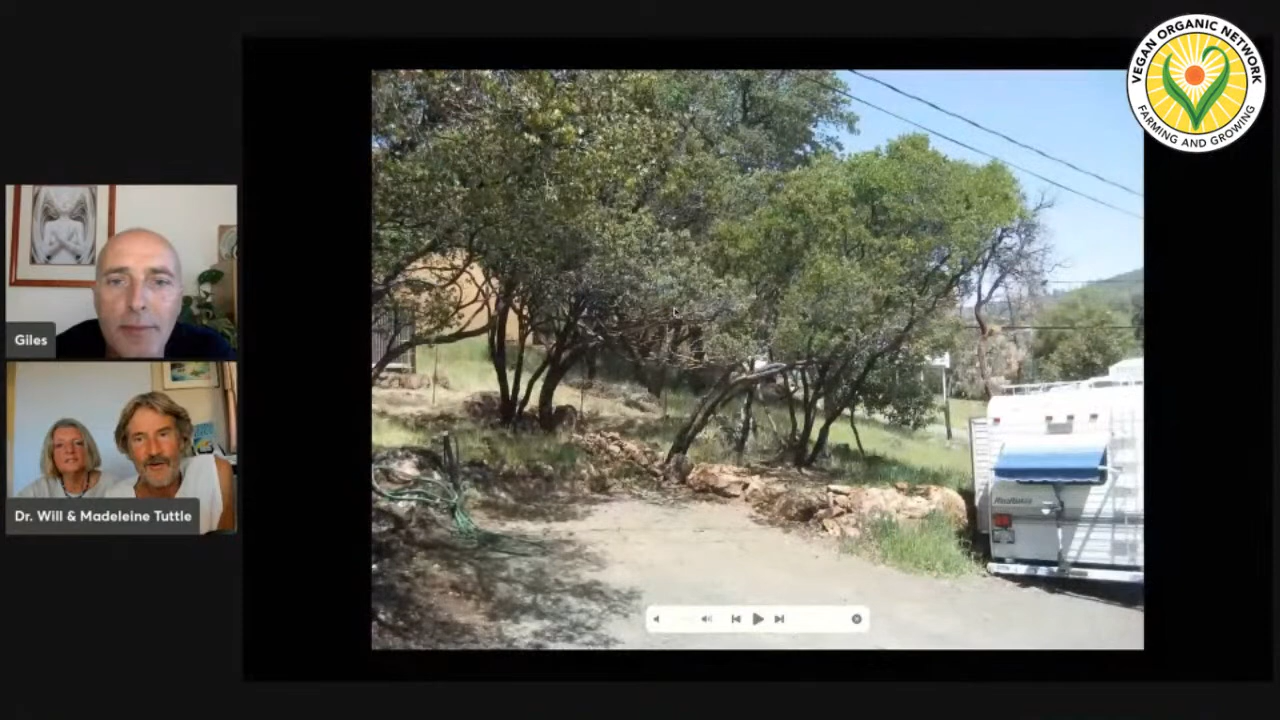 VEGAN ORGANIC NETWORK
FARMING AND GROWING
Giles
Dr. Will & Madeleine Tuttle